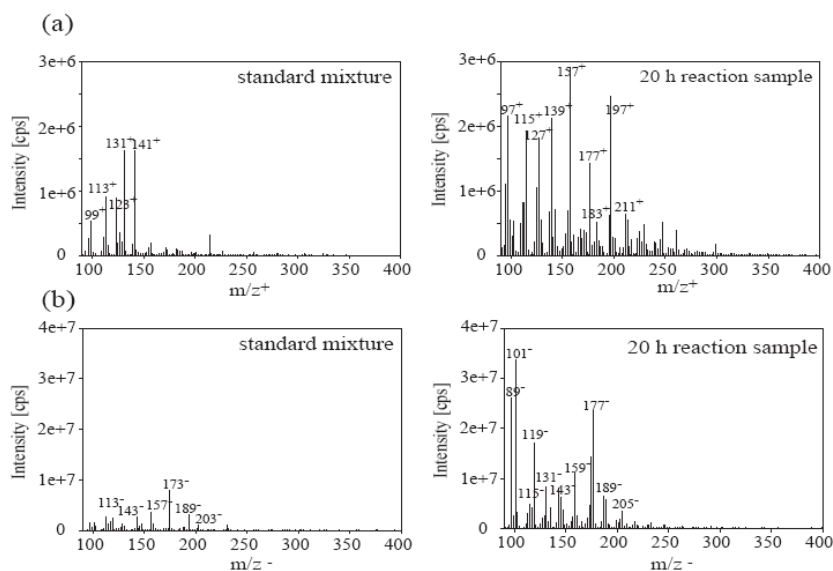 (a)
3e+6
2e+6
1e+6
0
Intensity [cps]
standard mixture
99+
113+
123+
131+
141+
100
150
200
250
300
350
400
m/z+
3e+6
2e+6
1e+6
0
Intensity [cps]
20 h reaction sample
97+
115+
127+
139+
157+
177+
183+
197+
211+
100
150
200
250
300
350
400
m/z+
(b)
4e+7
3e+7
2e+7
1e+7
0
Intensity [cps]
standard mixture
113-
143-
157-
173-
189-
203-
100
150
200
250
300
350
400
m/z -
4e+7
3e+7
2e+7
1e+7
0
Intensity [cps]
20 h reaction sample
89-
101-
115-
119-
131-
143-
159-
177-
189-
205-
100
150
200
250
300
350
400
m/z -